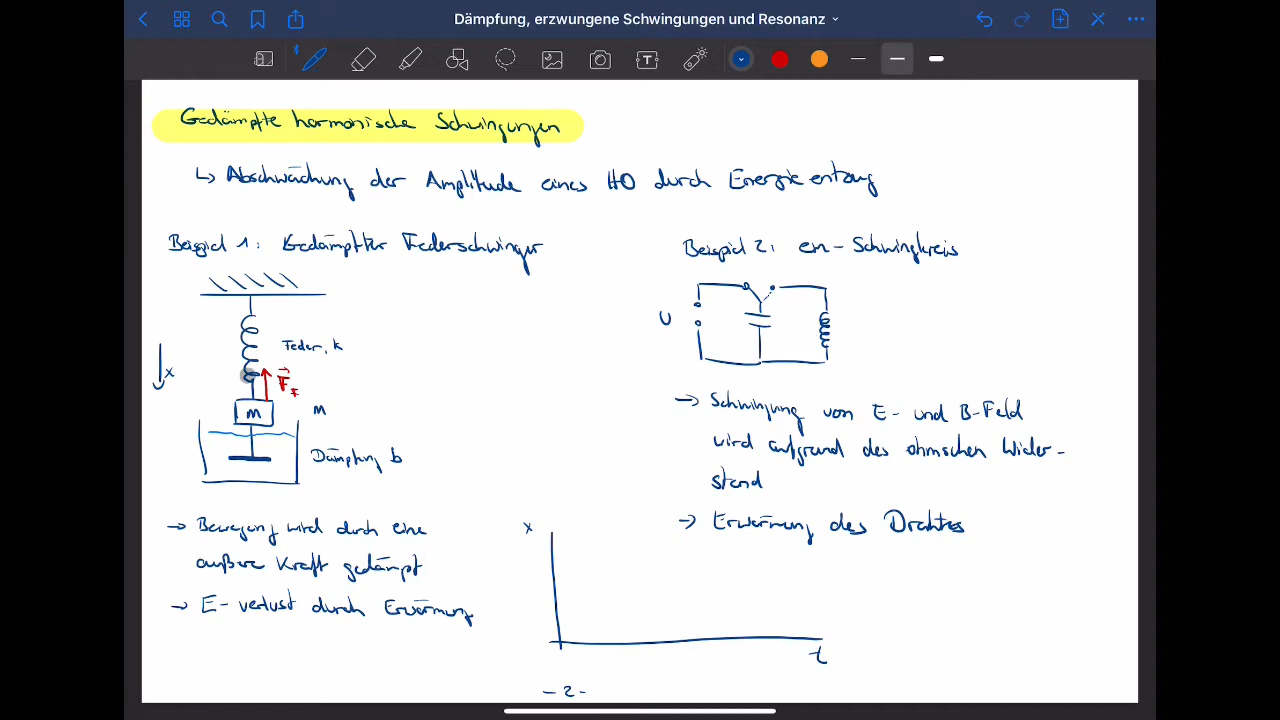 Dämpfung, erzwungene Schwingungen und Resonanz
Gedämpfte harmonische Schwingungen
↳ Abschwächung der Amplitude eines HO durch Energieentzug
Beispiel 1: Gedämpfter Federschwinger
x
Feder, k
F_F
m
m
Dämpfung b
→ Bewegung wird durch eine
äußere Kraft gedämpft
→ E-verlust durch Erwärmung
Beispiel 2: em-Schwingkreis
U
→ Schwingung von E- und B-Feld
wird aufgrund des ohmschen Wider-
stand
→ Erwärmung des Drahtes
x
t
- 2 -